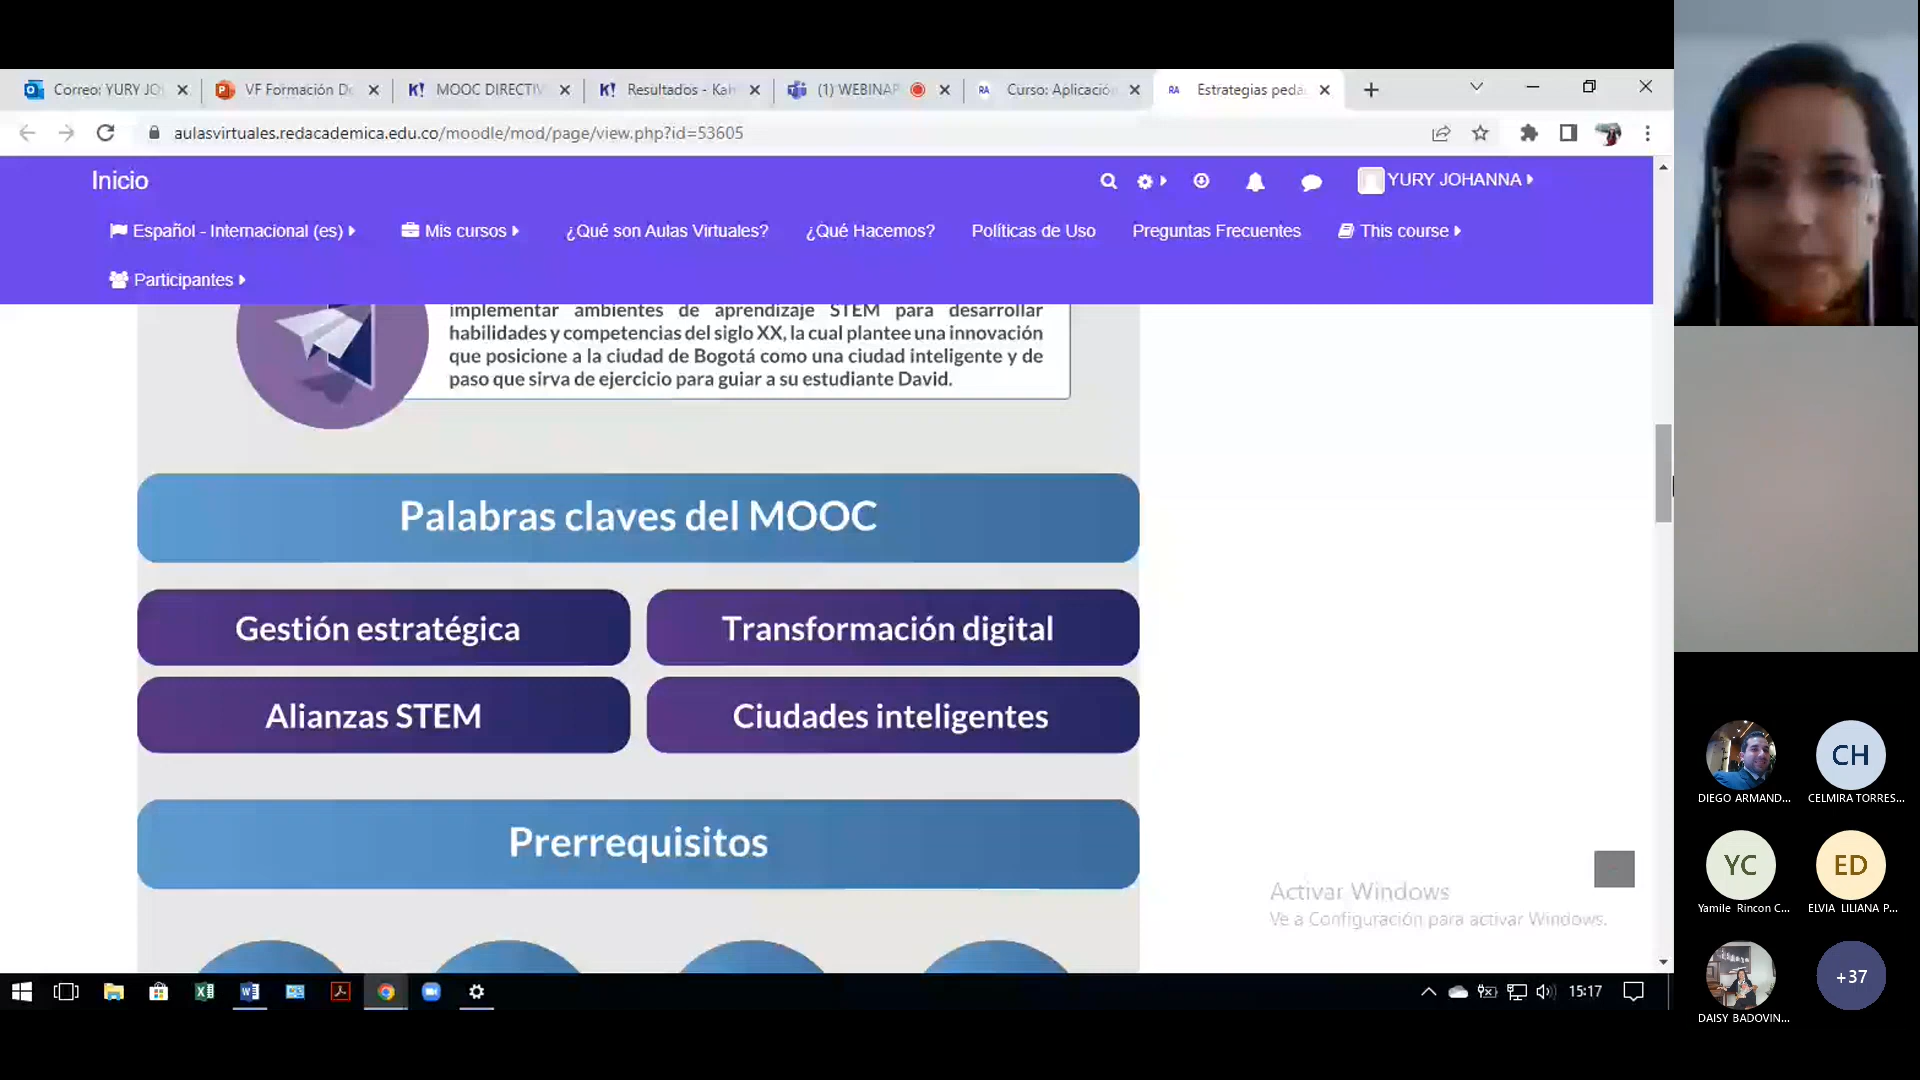 Correo: YURY JO
VF Formación De
K! MOOC DIRECTIV
K! Resultados - Kah
(1) WEBINAR
RA Curso: Aplicación
RA Estrategias peda
aulasvirtuales.redacademica.edu.co/moodle/mod/page/view.php?id=53605
Inicio
YURY JOHANNA
Español - Internacional (es)
Mis cursos
¿Qué son Aulas Virtuales?
¿Qué Hacemos?
Políticas de Uso
Preguntas Frecuentes
This course
Participantes
implementar ambientes de aprendizaje STEM para desarrollar
habilidades y competencias del siglo XX, la cual plantee una innovación
que posicione a la ciudad de Bogotá como una ciudad inteligente y de
paso que sirva de ejercicio para guiar a su estudiante David.
Palabras claves del MOOC
Gestión estratégica
Transformación digital
Alianzas STEM
Ciudades inteligentes
Prerrequisitos
Activar Windows
Ve a Configuración para activar Windows.
15:17
DIEGO ARMAND...
CH
CELMIRA TORRES...
YC
Yamile Rincon C...
ED
ELVIA LILIANA P...
DAISY BADOVIN...
+37